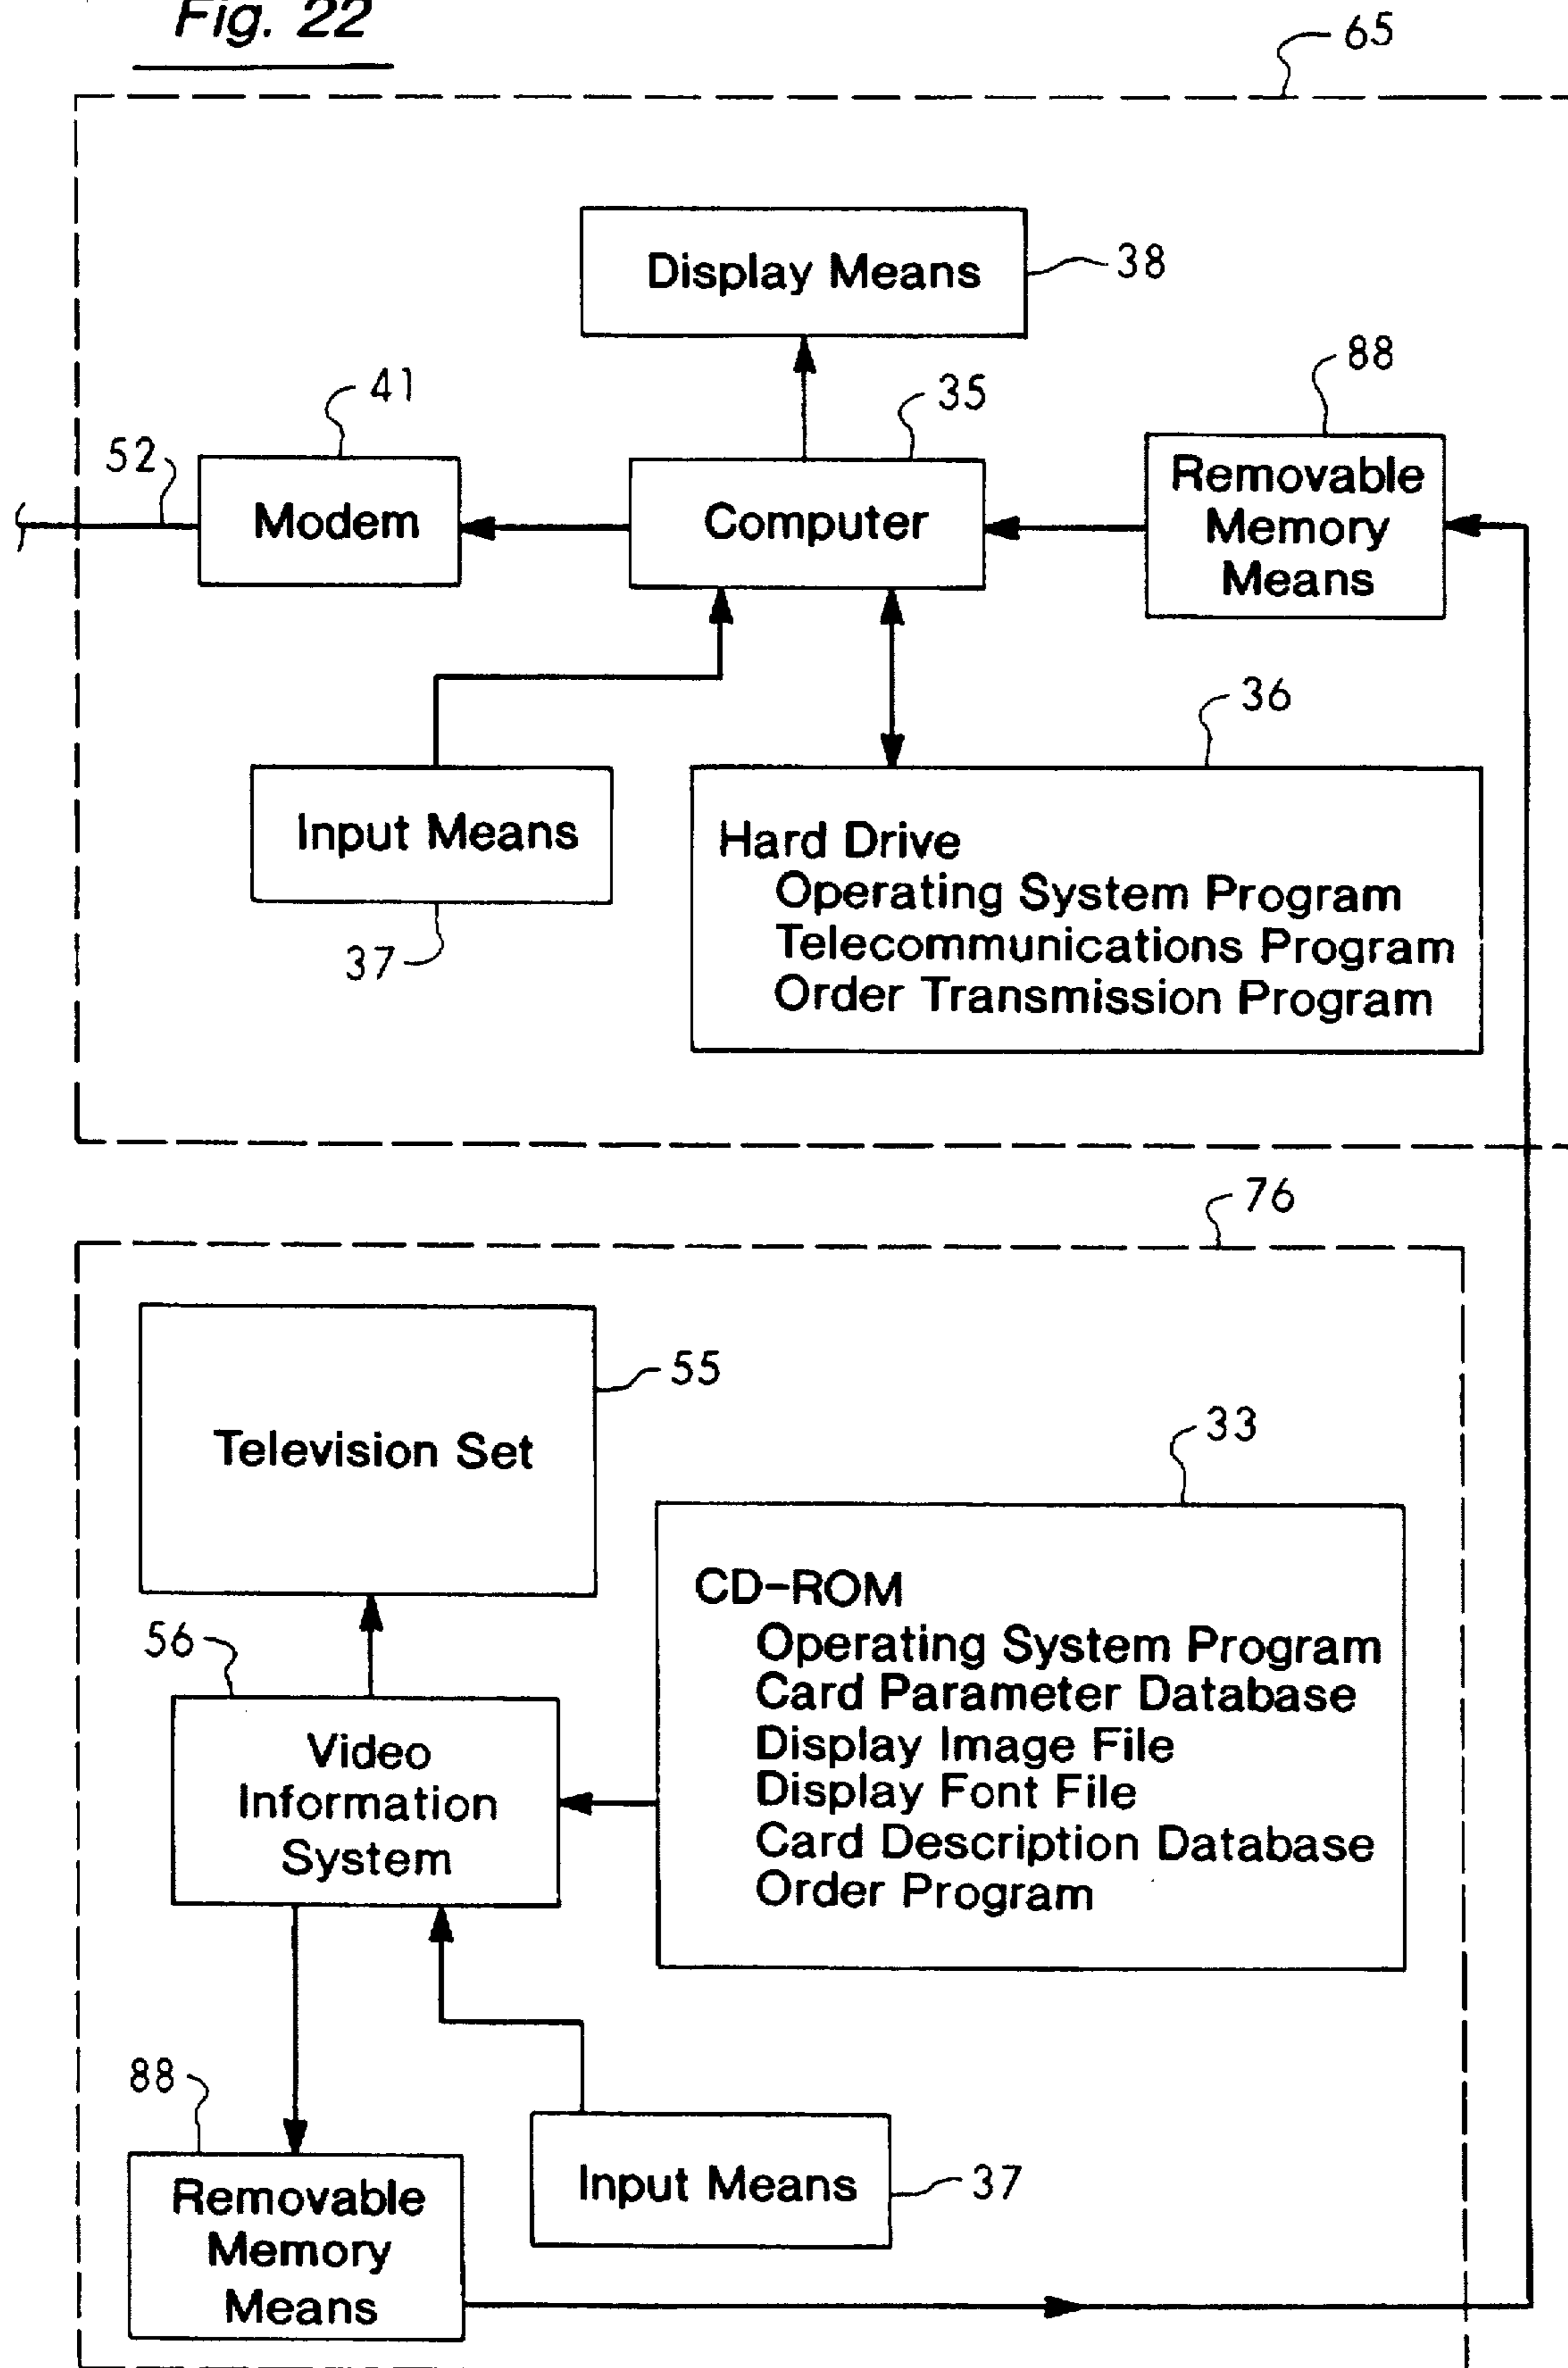 Fig. 22
65
Display Means
38
88
41
35
52
Modem
Computer
Removable
Memory
Means
36
Input Means
37
Hard Drive
Operating System Program
Telecommunications Program
Order Transmission Program
76
Television Set
55
33
CD-ROM
Operating System Program
Card Parameter Database
Display Image File
Display Font File
Card Description Database
Order Program
56
Video
Information
System
88
Removable
Memory
Means
Input Means
37